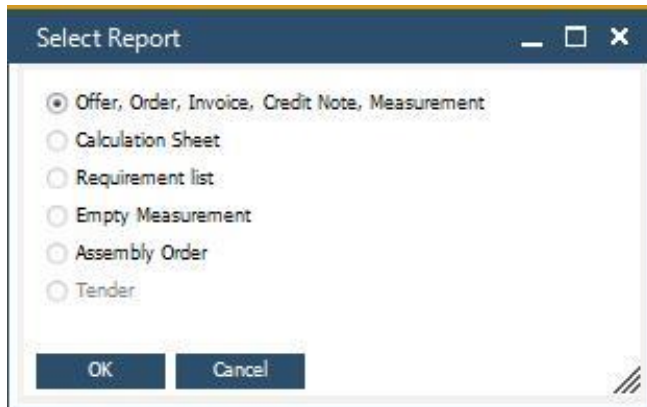 Select Report
Offer, Order, Invoice, Credit Note, Measurement
Calculation Sheet
Requirement list
Empty Measurement
Assembly Order
Tender
OK Cancel